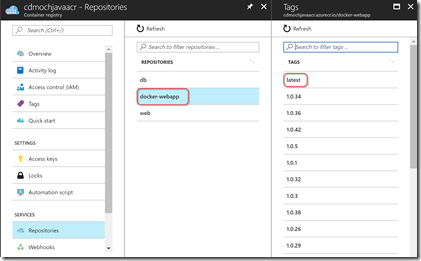 cdmochjavaacr - Repositories
Container registry
Search (Ctrl+/)
Overview
Activity log
Access control (IAM)
Tags
Quick start
SETTINGS
Access keys
Locks
Automation script
SERVICES
Repositories
Webhooks
Refresh
Search to filter repositories ...
REPOSITORIES
db
docker-webapp
web
Tags
cdmochjavaacr.azurecr.io/docker-webapp
Refresh
Search to filter tags ...
TAGS
latest
1.0.34
1.0.36
1.0.42
1.0.5
1.0.1
1.0.32
1.0.3
1.0.38
1.0.26
1.0.29